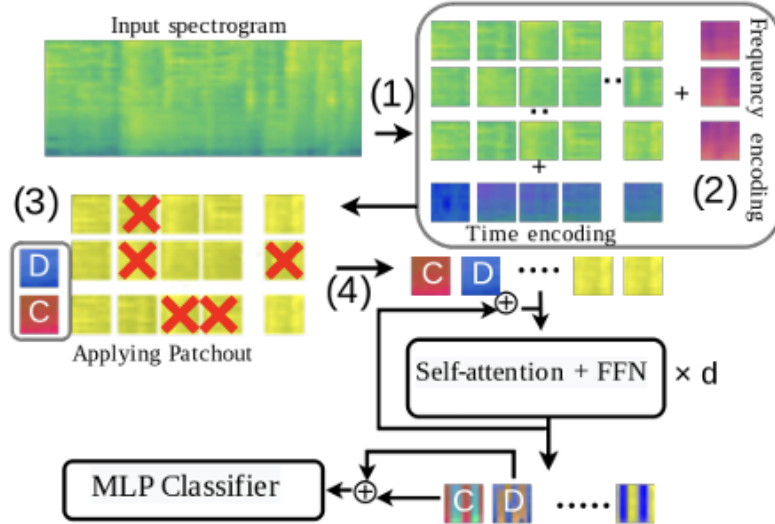 Input spectrogram
(1)
..
..
+
+
Frequency encoding
(2)
Time encoding
(3)
D
C
Applying Patchout
(4)
C D ....
+
Self-attention + FFN × d
MLP Classifier
+
C D .....